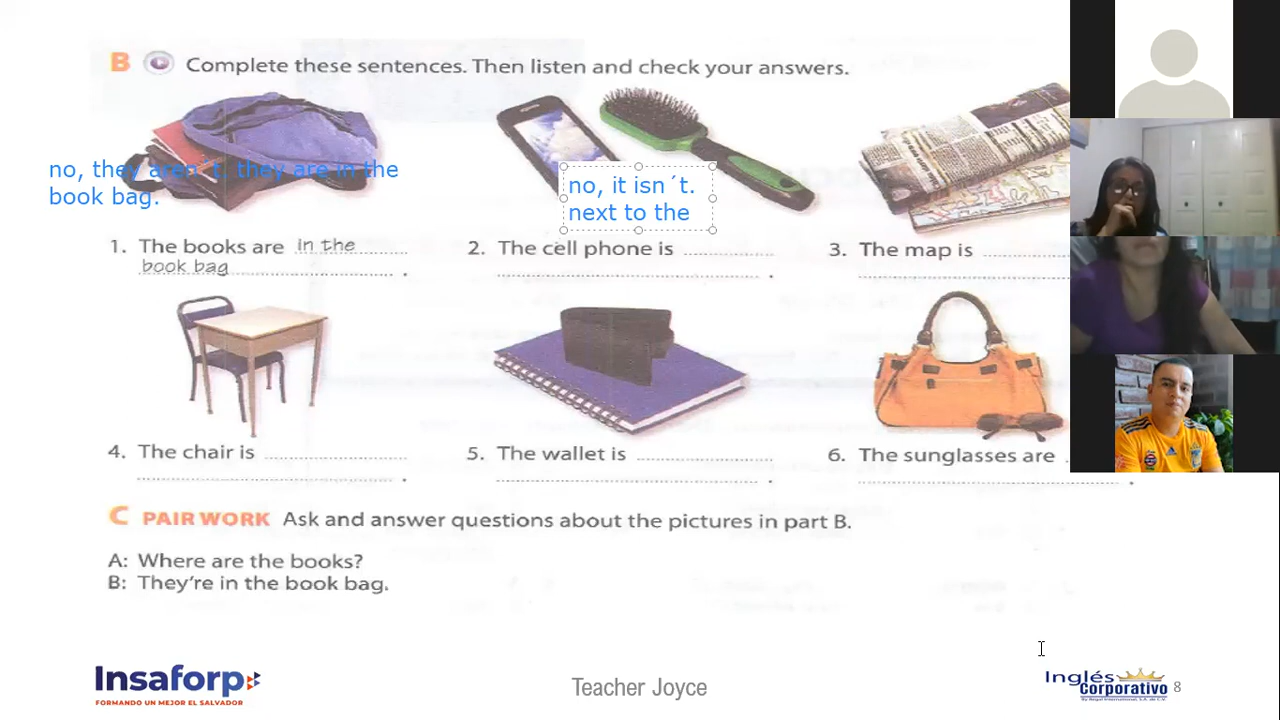 B Complete these sentences. Then listen and check your answers.
no, they aren´t, they are in the
book bag.
no, it isn´t.
next to the
1. The books are in the
book bag .
2. The cell phone is
.
3. The map is
4. The chair is
.
5. The wallet is
.
6. The sunglasses are
.
C PAIR WORK Ask and answer questions about the pictures in part B.
A: Where are the books?
B: They're in the book bag.
Insaforp
FORMANDO UN MEJOR EL SALVADOR
Teacher Joyce
Inglés
Corporativo
8